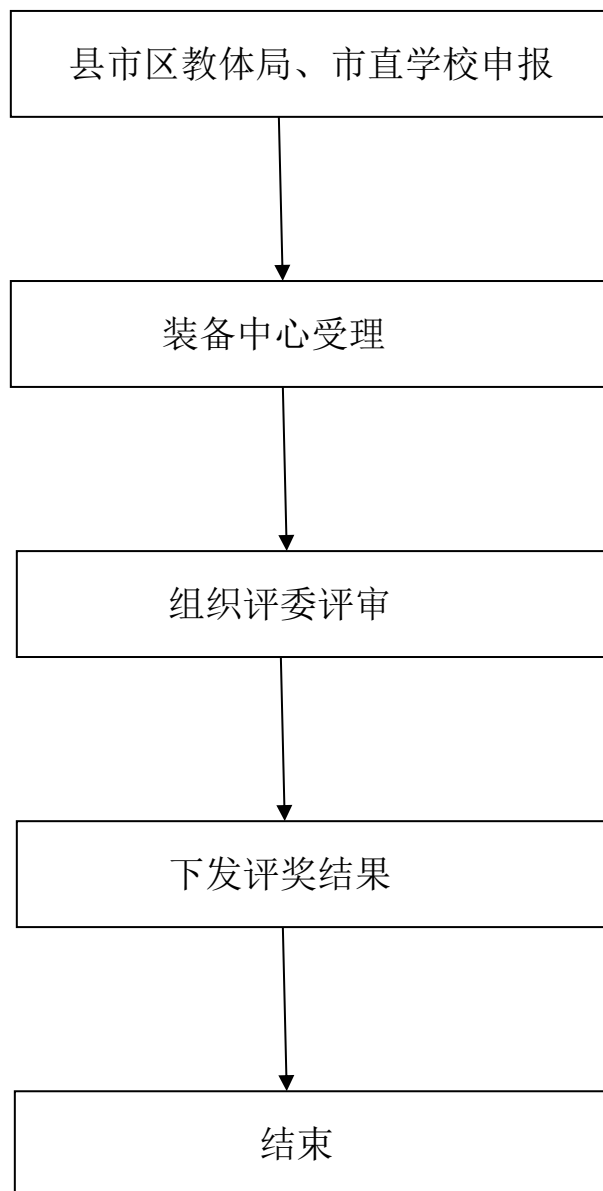 县市区教体局、市直学校申报
装备中心受理
组织评委评审
下发评奖结果
结束